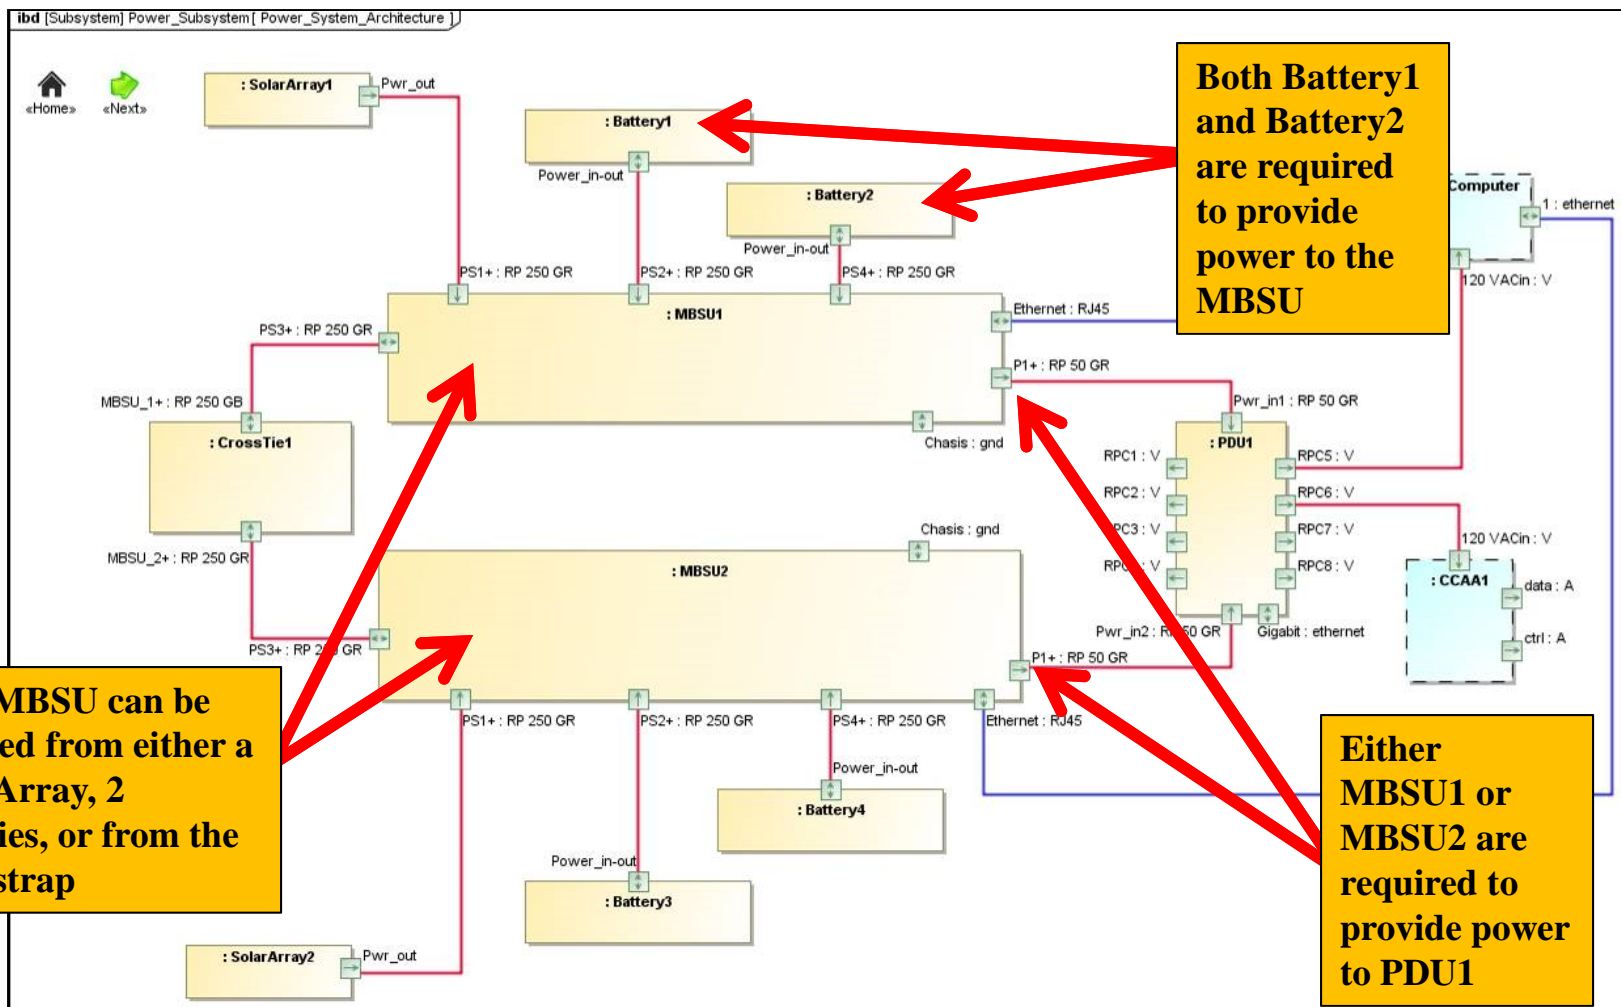 ibd [Subsystem] Power_Subsystem[ Power_System_Architecture ]
«Home»
«Next»
: SolarArray1
Pwr_out
: Battery1
Power_in-out
: Battery2
Power_in-out
Both Battery1
and Battery2
are required
to provide
power to the
MBSU
Computer
1 : ethernet
120 VACin : V
PS1+ : RP 250 GR
PS2+ : RP 250 GR
PS4+ : RP 250 GR
: MBSU1
PS3+ : RP 250 GR
Ethernet : RJ45
P1+ : RP 50 GR
Chasis : gnd
MBSU_1+ : RP 250 GB
: CrossTie1
MBSU_2+ : RP 250 GR
Pwr_in1 : RP 50 GR
: PDU1
RPC1 : V
RPC2 : V
: V
: V
RPC5 : V
RPC6 : V
RPC7 : V
RPC8 : V
Pwr_in2 : 50 GR
Gigabit : ethernet
120 VACin : V
: CCAA1
data : A
ctrl : A
Chasis : gnd
: MBSU2
PS3+ : RP GR
P1+ : RP 50 GR
PS1+ : RP 250 GR
PS2+ : RP 250 GR
PS4+ : RP 250 GR
Ethernet : RJ45
MBSU can be
from either a
Array, 2
or from the
strap
Power_in-out
: Battery4
Power_in-out
: Battery3
: SolarArray2
Pwr_out
Either
MBSU1 or
MBSU2 are
required to
provide power
to PDU1